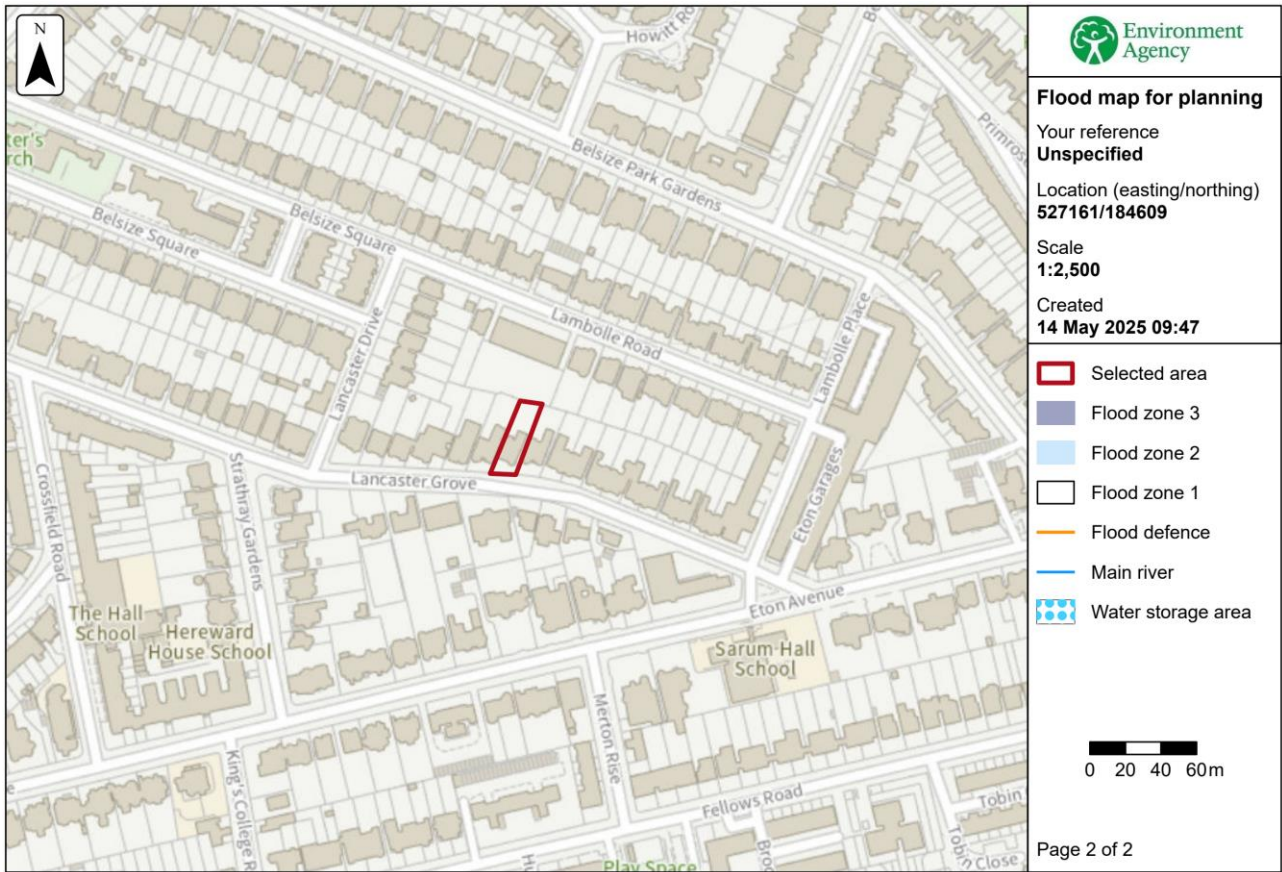 N
Howitt Ro
Be
Primros
ter's
rch
Belsize Park Gardens
Belsize Square
Belsize Square
Lancaster Drive
Lambolle Road
Lambolle Place
Lancaster Grove
Eton Garages
Crossfield Road
Strathray Gardens
Eton Avenue
The Hall
School
Hereward
House School
Sarum Hall
School
Merton Rise
King's College R
Fellows Road
Tobin
Tobin Close
Broo
Hu
Play Space
e
Environment
Agency
Flood map for planning
Your reference
Unspecified
Location (easting/northing)
527161/184609
Scale
1:2,500
Created
14 May 2025 09:47
Selected area
Flood zone 3
Flood zone 2
Flood zone 1
Flood defence
Main river
Water storage area
0 20 40 60m
Page 2 of 2